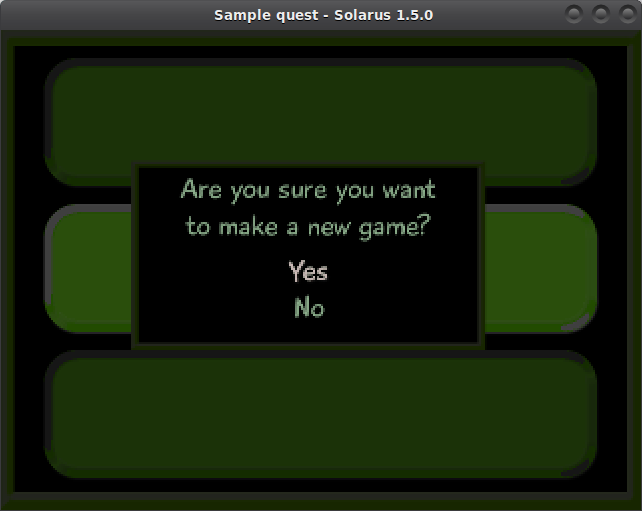 Sample quest - Solarus 1.5.0
Are you sure you want
to make a new game?
Yes
No